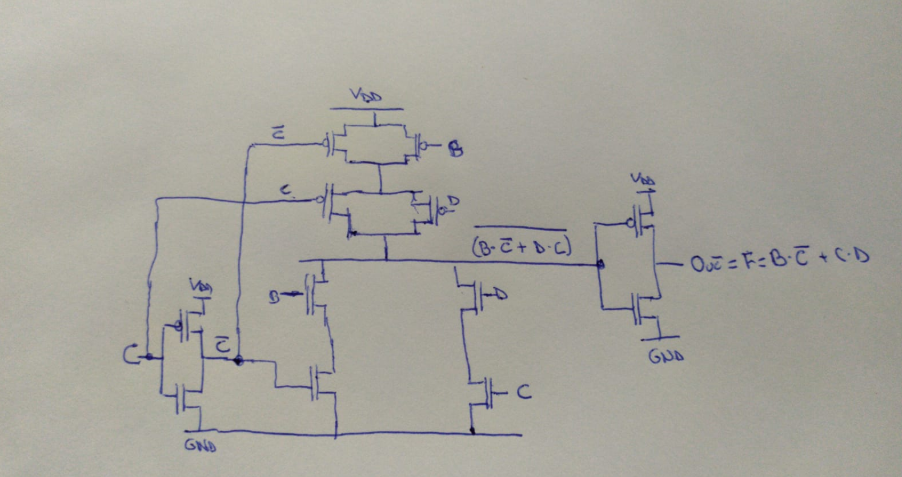 VDD
C̅
B
C
D
VDD
(B·C̅ + D·C)‾
Out = F = B·C̅ + C·D
B
D
VDD
C
C̅
C
GND
GND